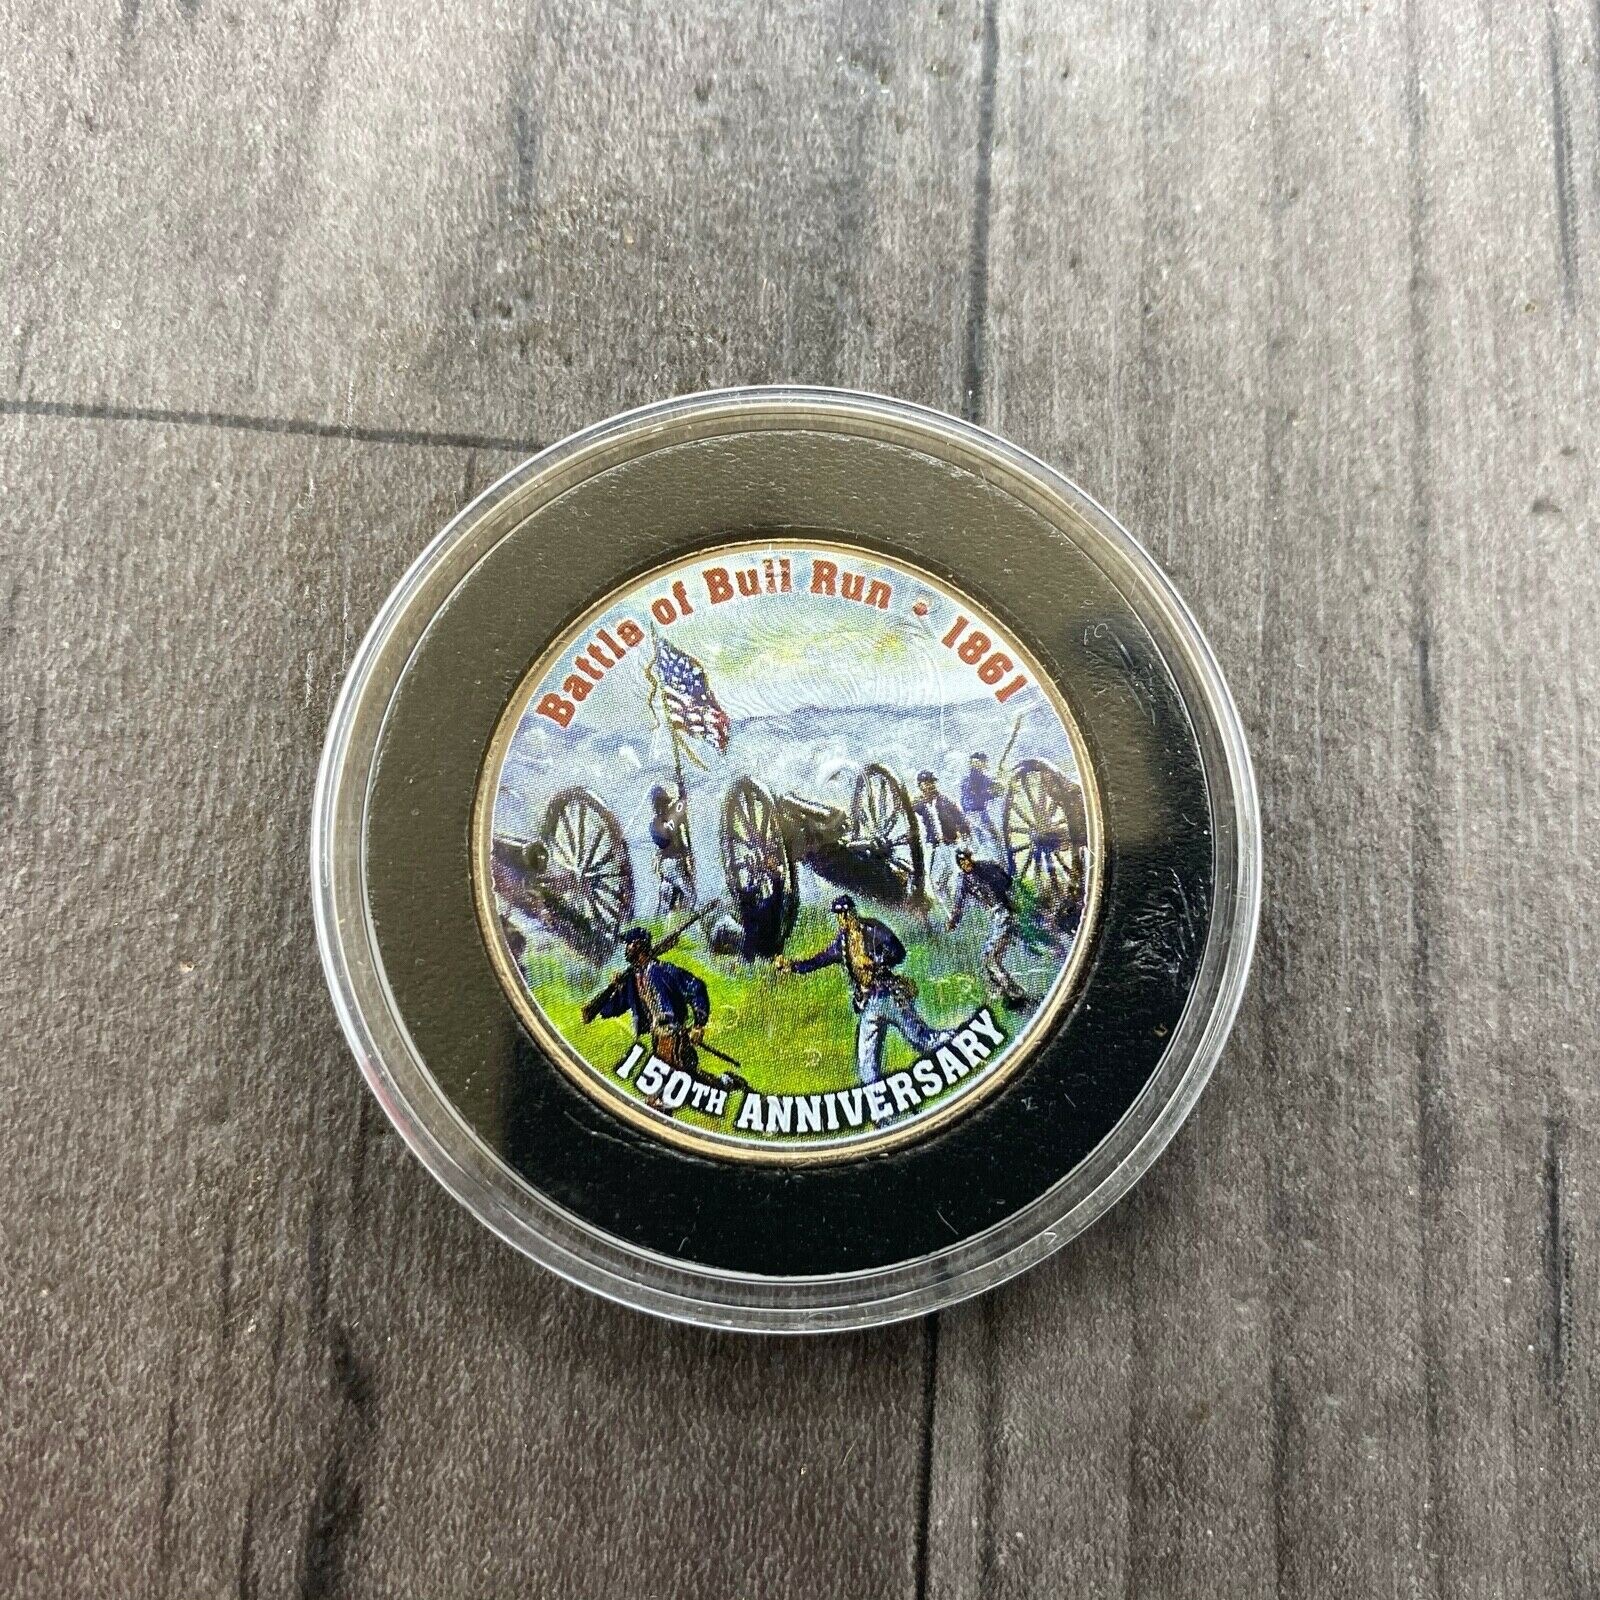 Battle of Bull Run • 1861
150TH ANNIVERSARY